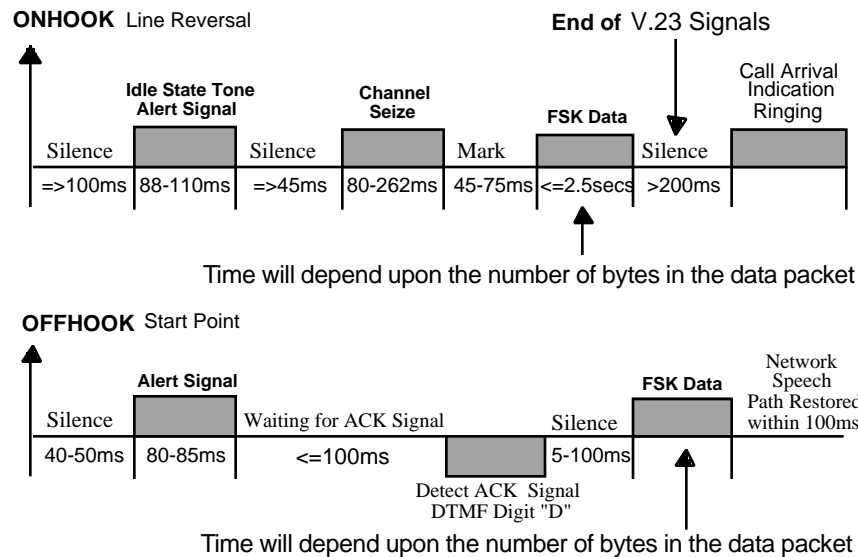 ONHOOK Line Reversal
End of V.23 Signals
Idle State Tone
Alert Signal
Channel
Seize
FSK Data
Call Arrival
Indication
Ringing
Silence
Silence
Mark
Silence
=>100ms 88-110ms =>45ms 80-262ms 45-75ms <=2.5secs >200ms
Time will depend upon the number of bytes in the data packet
OFFHOOK Start Point
Alert Signal
FSK Data
Network
Speech
Path Restored
within 100ms
Silence
Waiting for ACK Signal
Silence
40-50ms 80-85ms <=100ms 5-100ms
Detect ACK Signal
DTMF Digit "D"
Time will depend upon the number of bytes in the data packet